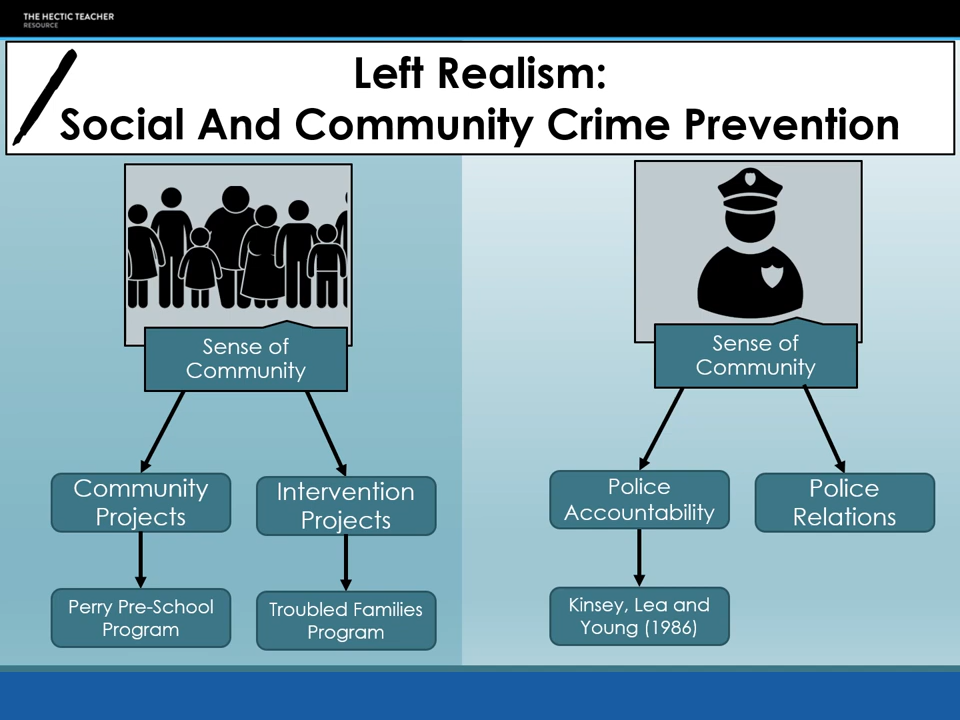 THE HECTIC TEACHER
RESOURCE
Left Realism:
Social And Community Crime Prevention
Sense of
Community
Sense of
Community
Community
Projects
Intervention
Projects
Police
Accountability
Police
Relations
Perry Pre-School
Program
Troubled Families
Program
Kinsey, Lea and
Young (1986)